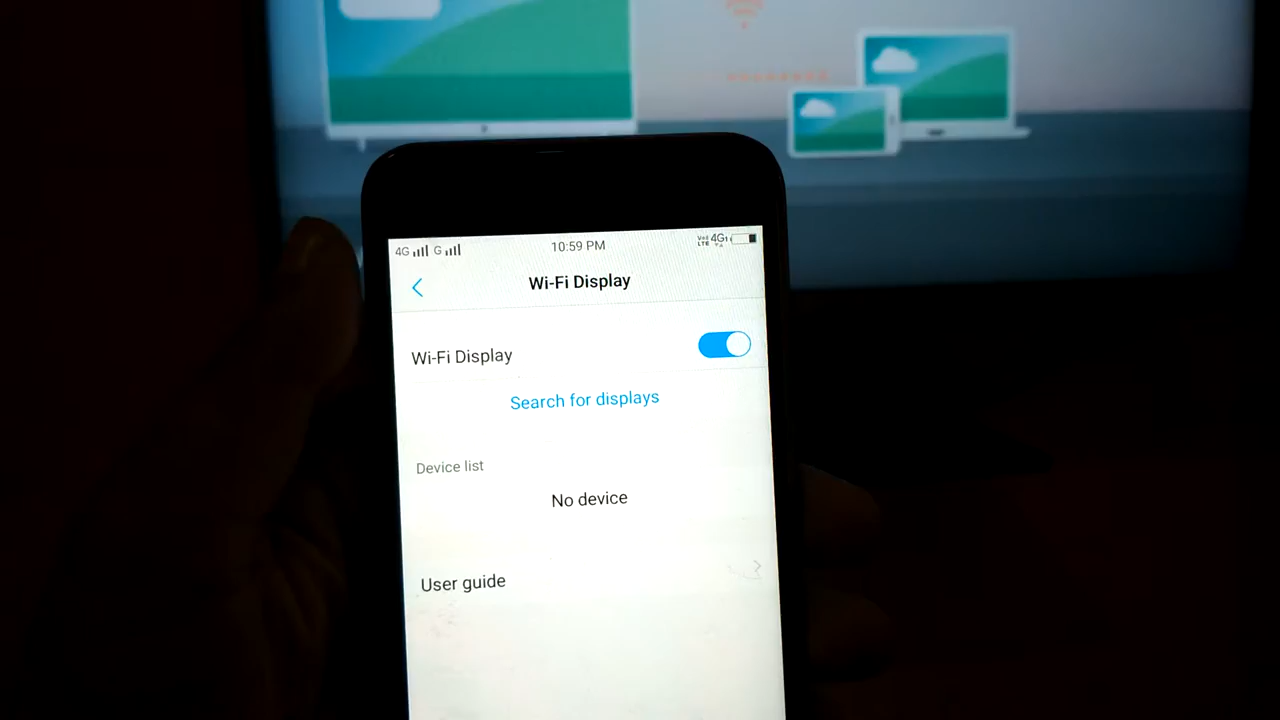 4G G 10:59 PM VoLTE 4G
Wi-Fi Display
Wi-Fi Display
Search for displays
Device list
No device
User guide